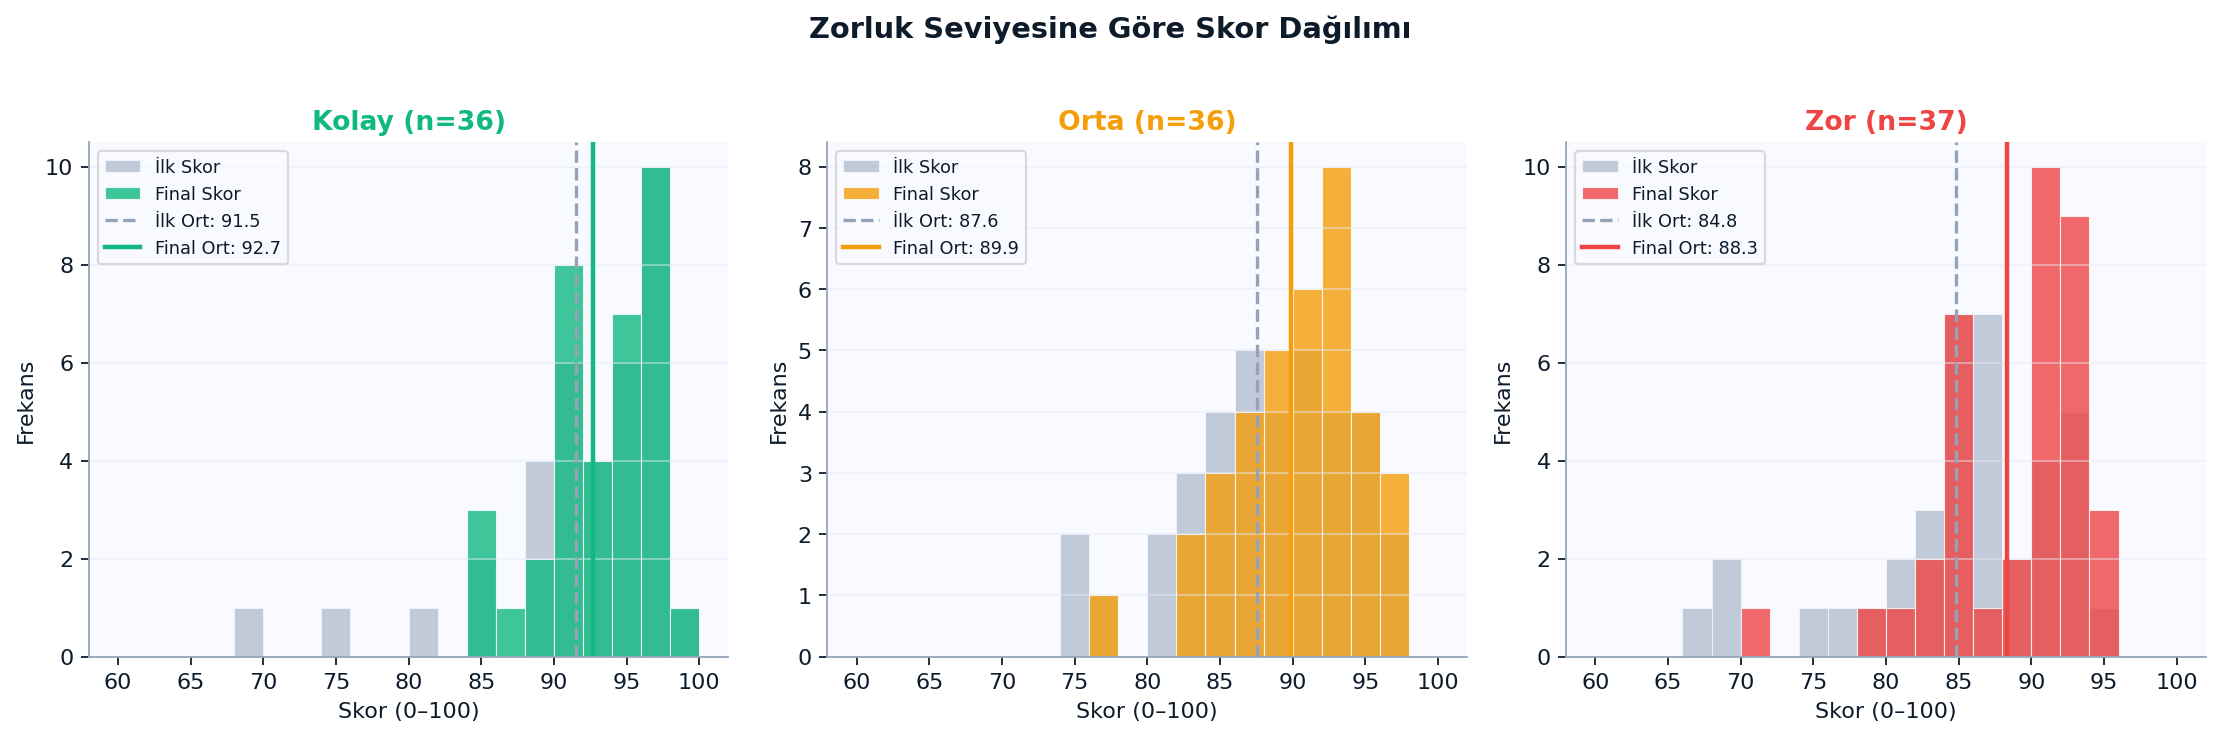 Zorluk Seviyesine Göre Skor Dağılımı
Kolay (n=36)
İlk Skor
Final Skor
İlk Ort: 91.5
Final Ort: 92.7
10
8
6
4
2
0
Frekans
60 65 70 75 80 85 90 95 100
Skor (0–100)
Orta (n=36)
İlk Skor
Final Skor
İlk Ort: 87.6
Final Ort: 89.9
8
7
6
5
4
3
2
1
0
Frekans
60 65 70 75 80 85 90 95 100
Skor (0–100)
Zor (n=37)
İlk Skor
Final Skor
İlk Ort: 84.8
Final Ort: 88.3
10
8
6
4
2
0
Frekans
60 65 70 75 80 85 90 95 100
Skor (0–100)